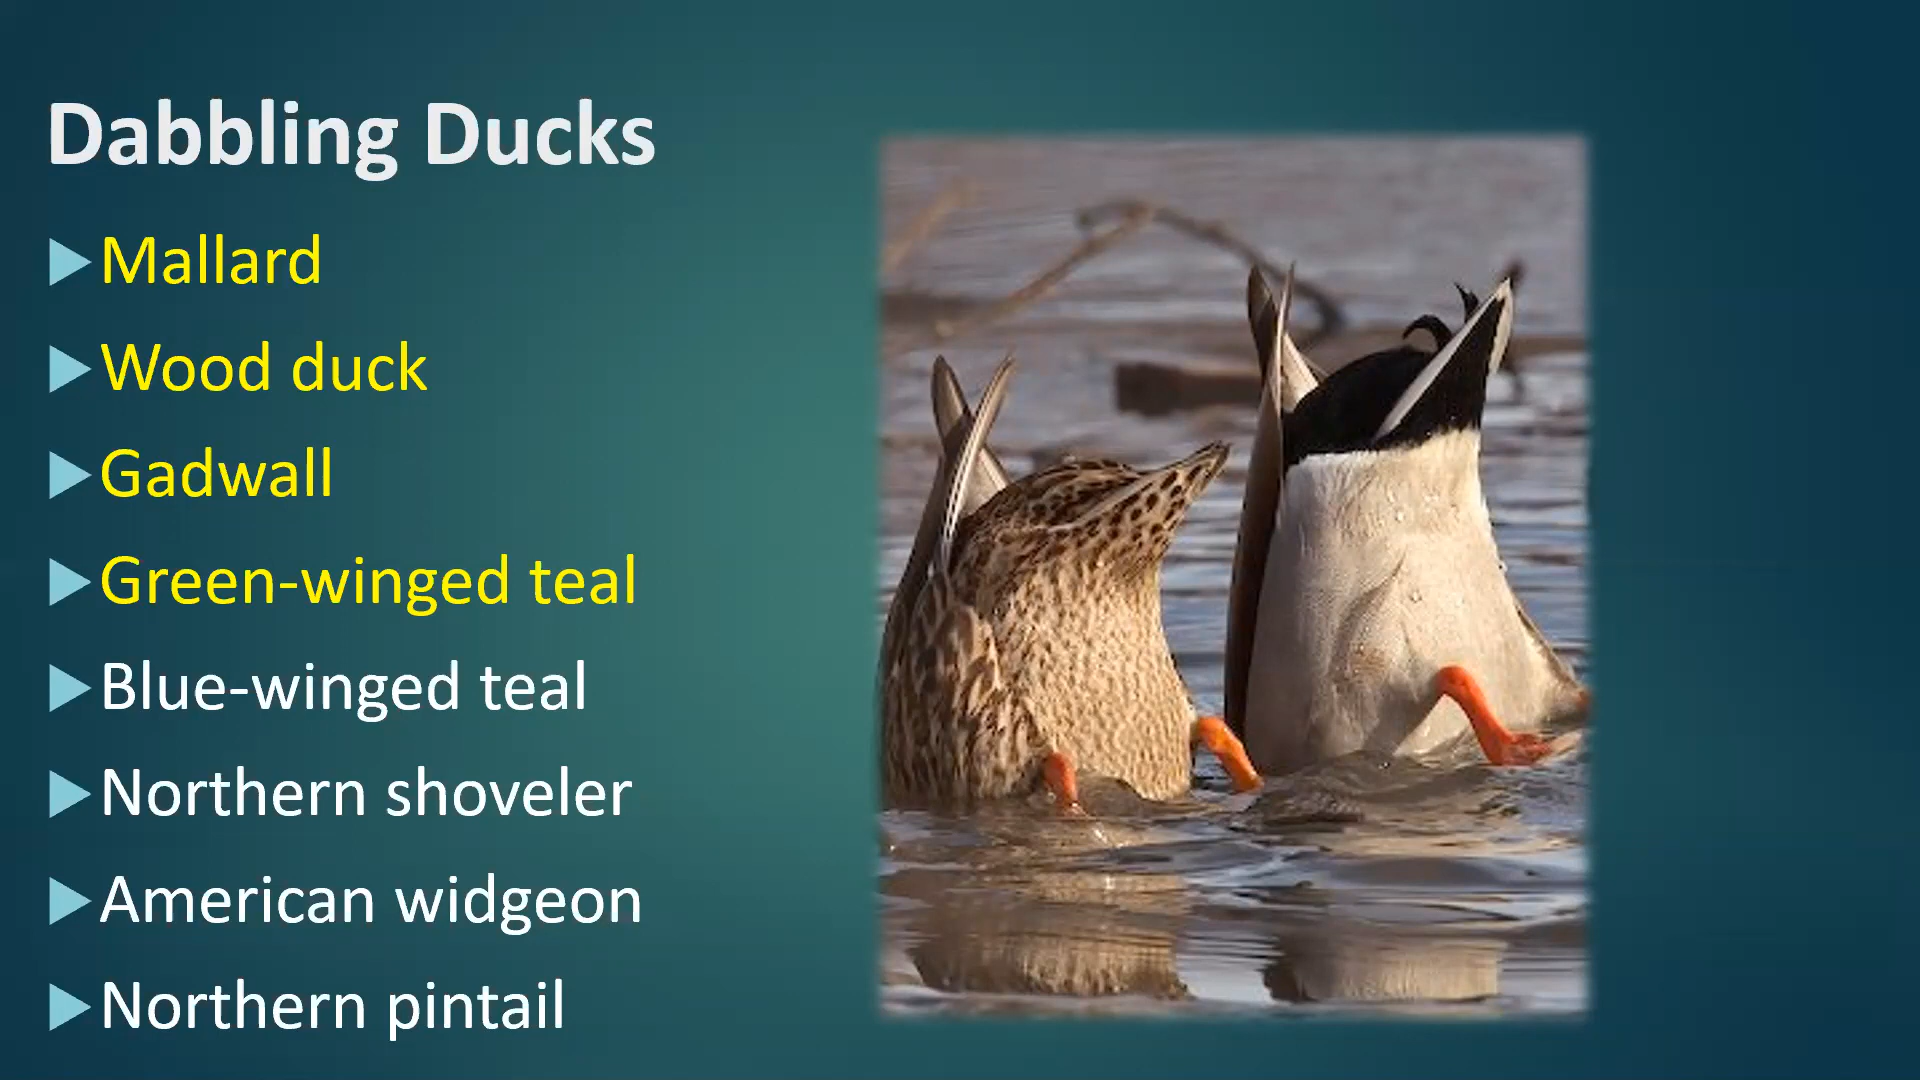 Dabbling Ducks
Mallard
Wood duck
Gadwall
Green-winged teal
Blue-winged teal
Northern shoveler
American widgeon
Northern pintail